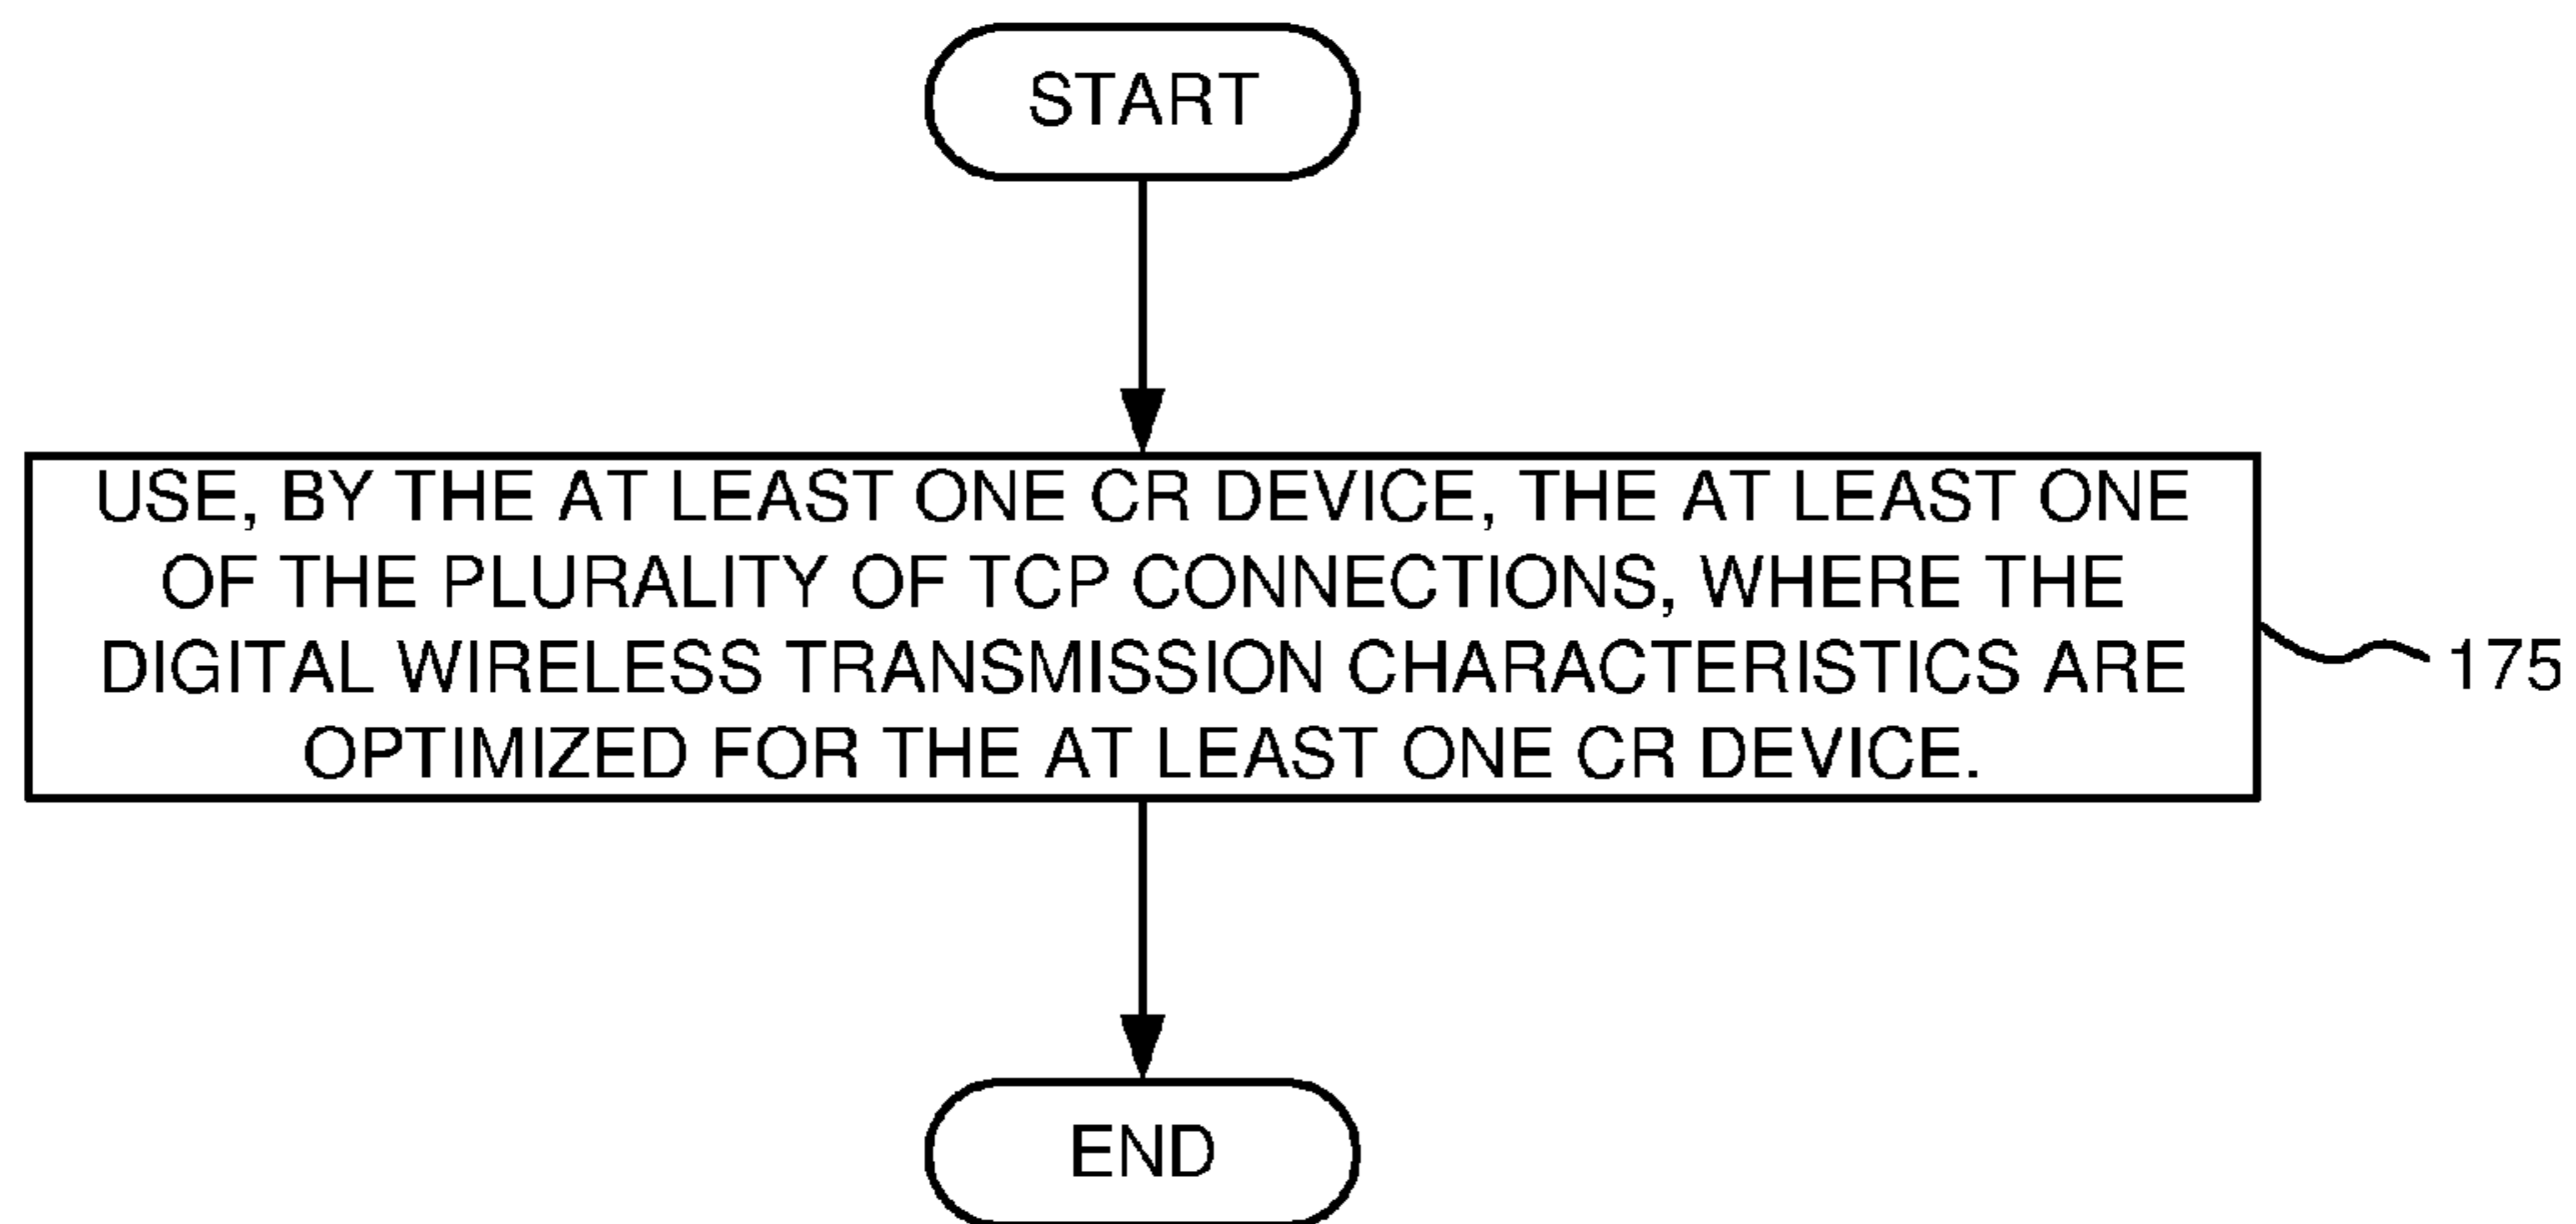 START
USE, BY THE AT LEAST ONE CR DEVICE, THE AT LEAST ONE
OF THE PLURALITY OF TCP CONNECTIONS, WHERE THE
DIGITAL WIRELESS TRANSMISSION CHARACTERISTICS ARE
OPTIMIZED FOR THE AT LEAST ONE CR DEVICE.
175
END